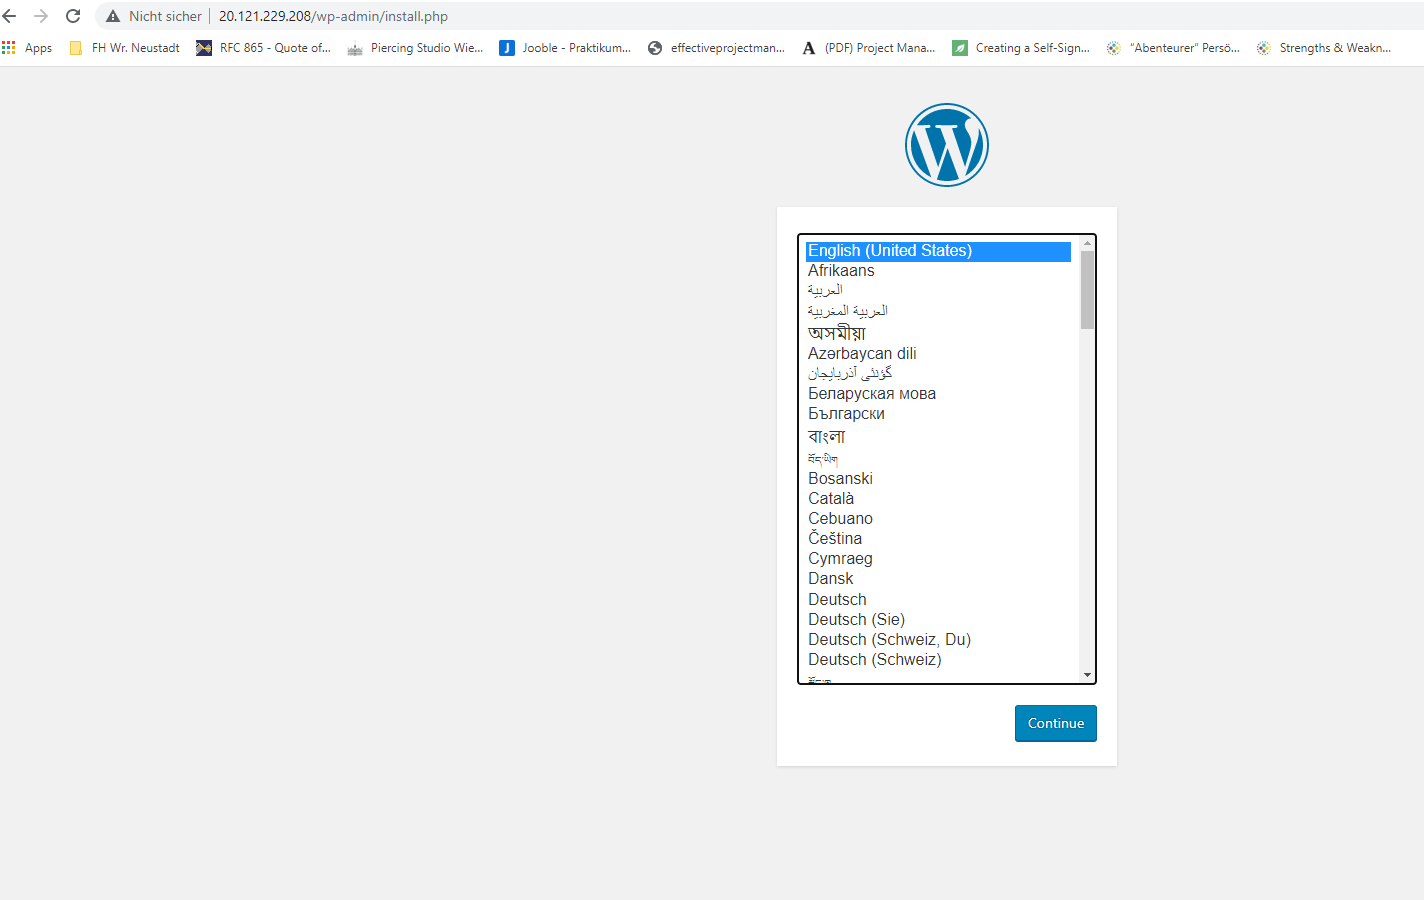 Nicht sicher 20.121.229.208/wp-admin/install.php
Apps FH Wr. Neustadt RFC 865 - Quote of... Piercing Studio Wie... Jooble - Praktikum... effectiveprojectman... (PDF) Project Mana... Creating a Self-Sign... “Abenteurer” Persö... Strengths & Weakn...
English (United States)
Afrikaans
العربية
العربية المغربية
অসমীয়া
Azərbaycan dili
گؤنئی آذربایجان
Беларуская мова
Български
বাংলা
བོད་ཡིག
Bosanski
Català
Cebuano
Čeština
Cymraeg
Dansk
Deutsch
Deutsch (Sie)
Deutsch (Schweiz, Du)
Deutsch (Schweiz)
Continue